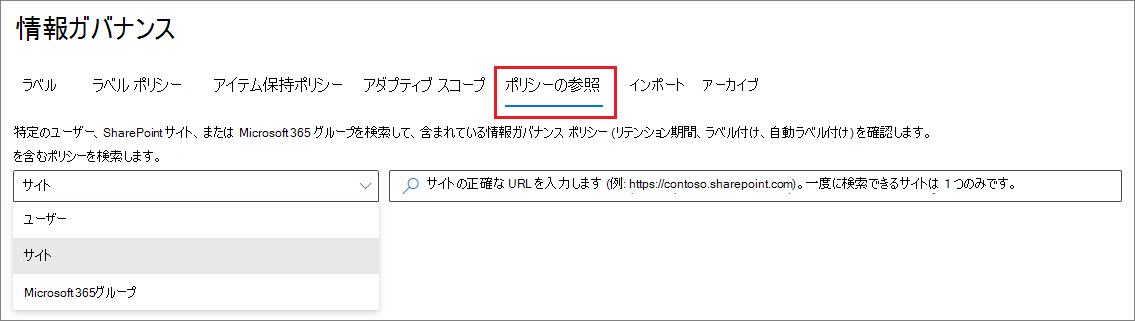 情報ガバナンス
ラベル ラベル ポリシー アイテム保持ポリシー アダプティブ スコープ ポリシーの参照 インポート アーカイブ
特定のユーザー、SharePoint サイト、または Microsoft 365 グループを検索して、含まれている情報ガバナンス ポリシー (リテンション期間、ラベル付け、自動ラベル付け) を確認します。
を含むポリシーを検索します。
サイト サイトの正確な URL を入力します (例: https://contoso.sharepoint.com)。一度に検索できるサイトは 1 つのみです。
ユーザー
サイト
Microsoft 365グループ